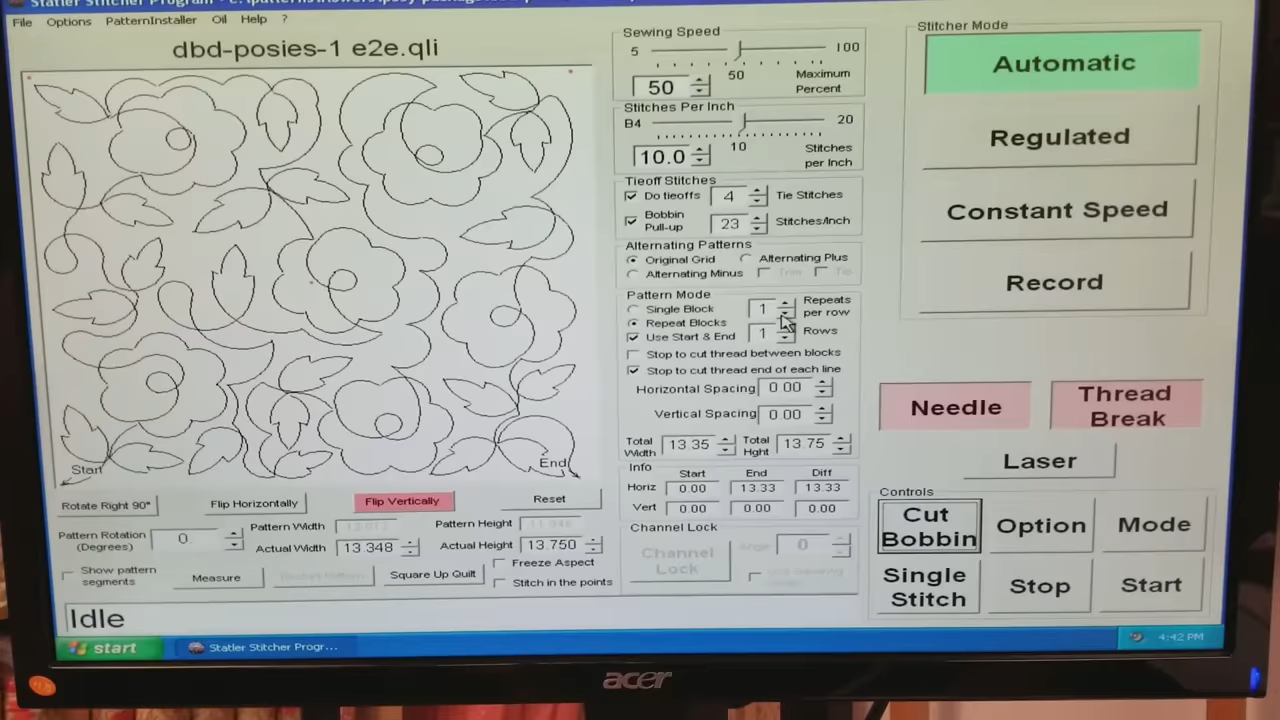 Statler Stitcher Program
File Options PatternInstaller Oil Help ?
dbd-posies-1 e2e.qli
Start
End
Rotate Right 90°
Flip Horizontally
Flip Vertically
Reset
Pattern Rotation (Degrees)
0
Pattern Width
Pattern Height
Actual Width 13.348
Actual Height 13.750
Show pattern segments
Measure
Square Up Quilt
Freeze Aspect
Stitch in the points
Idle
Sewing Speed
5 100
50
50
Maximum Percent
Stitches Per Inch
B4 20
10
10.0
Stitches per Inch
Tieoff Stitches
Do tieoffs 4 Tie Stitches
Bobbin Pull-up 23 Stitches/Inch
Alternating Patterns
Original Grid Alternating Plus
Alternating Minus Trim
Pattern Mode
Single Block 1 Repeats per row
Repeat Blocks
Use Start & End 1 Rows
Stop to cut thread between blocks
Stop to cut thread end of each line
Horizontal Spacing 0.00
Vertical Spacing 0.00
Total Width 13.35 Total Hght 13.75
Info
Start End Diff
Horiz 0.00 13.33 13.33
Vert 0.00 0.00 0.00
Channel Lock
Channel Lock
Angle 0
Stitcher Mode
Automatic
Regulated
Constant Speed
Record
Needle
Thread Break
Laser
Controls
Cut Bobbin
Option
Mode
Single Stitch
Stop
Start
start
Statler Stitcher Progr...
4:42 PM
acer